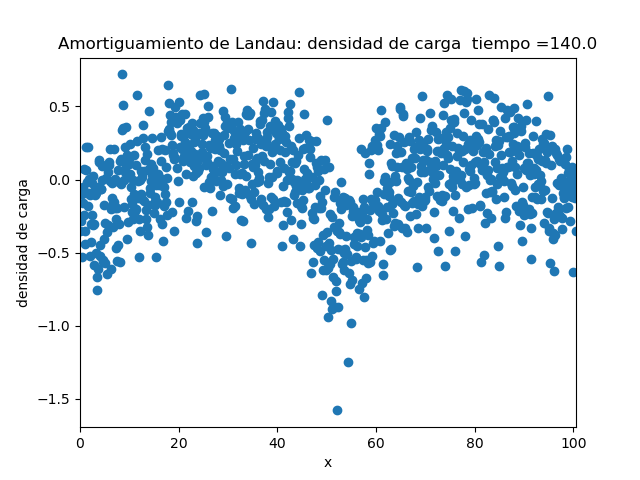 Amortiguamiento de Landau: densidad de carga  tiempo =140.0
0.5
0.0
−0.5
−1.0
−1.5
densidad de carga
0 20 40 60 80 100
x